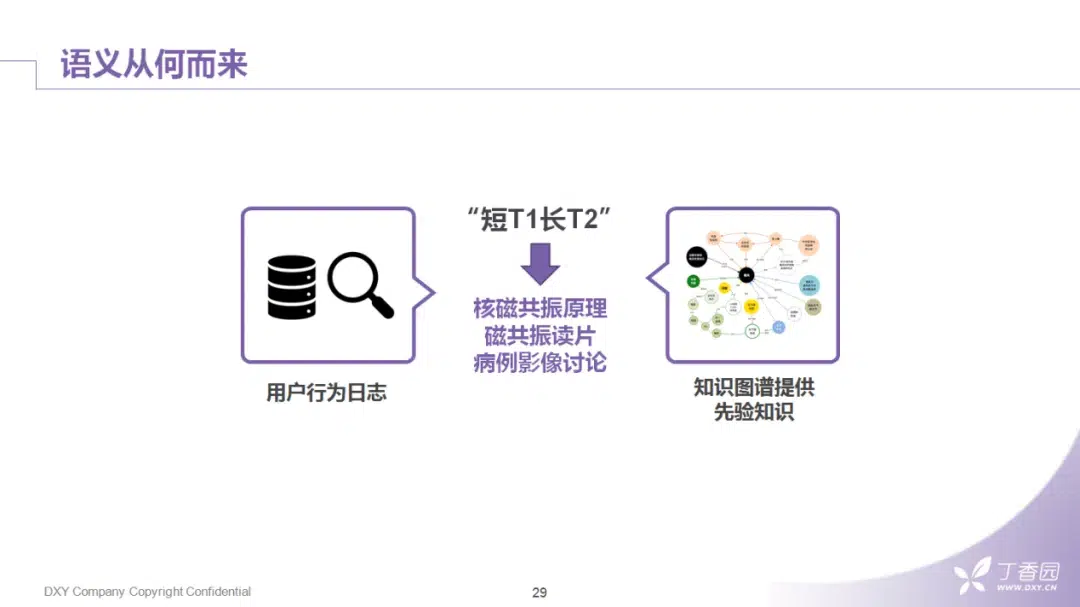 语义从何而来
“短T1长T2”
核磁共振原理
磁共振读片
病例影像讨论
用户行为日志
知识图谱提供
先验知识
DXY Company Copyright Confidential
29
丁香园
WWW.DXY.CN